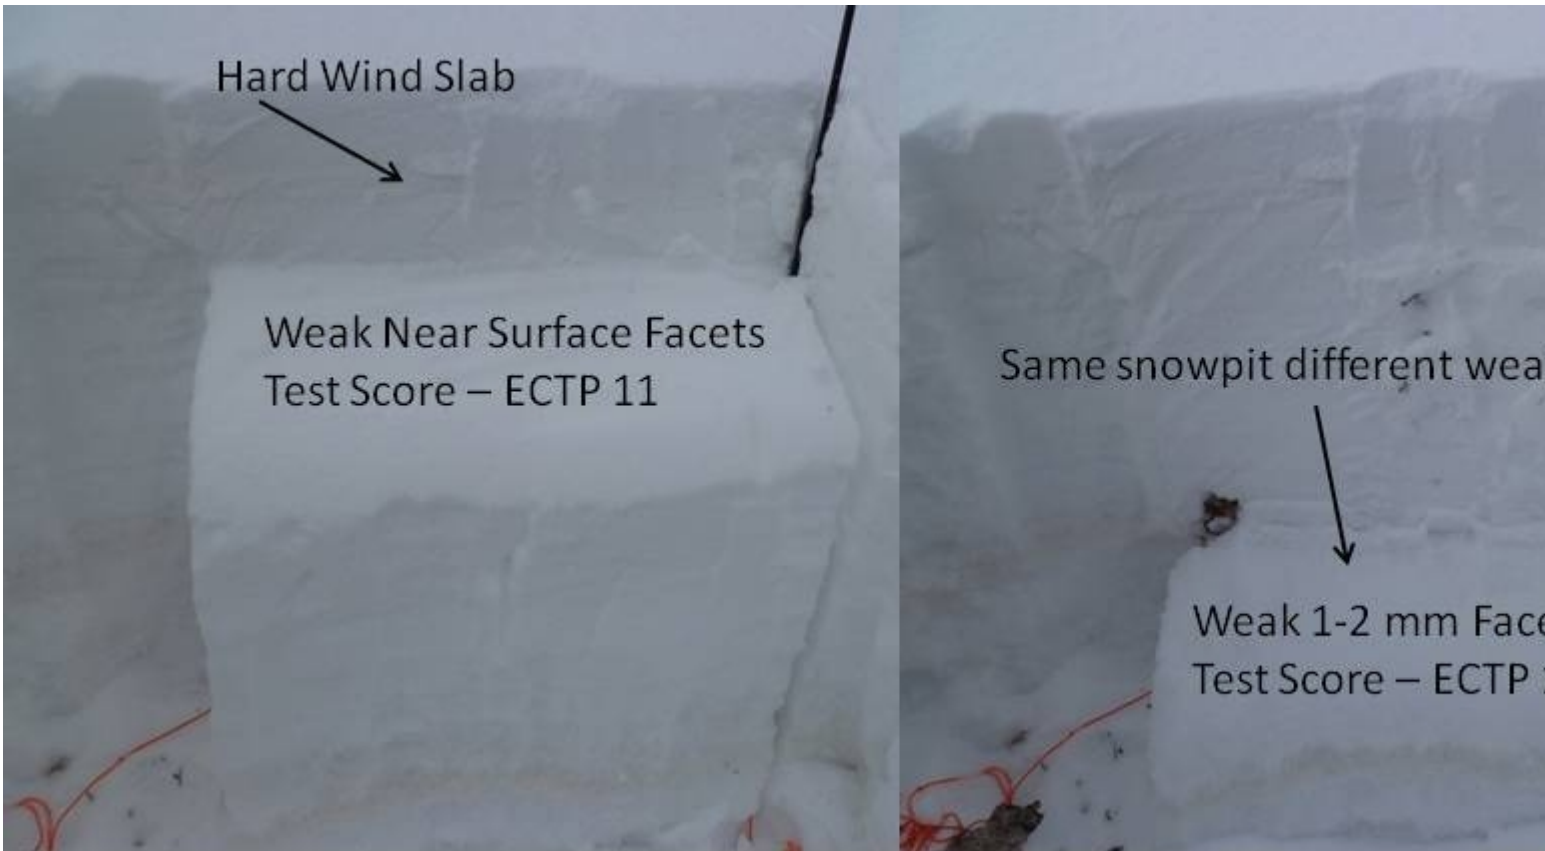 Hard Wind Slab
Weak Near Surface Facets
Test Score – ECTP 11
Same snowpit different
Weak 1-2 mm
Test Score – ECTP